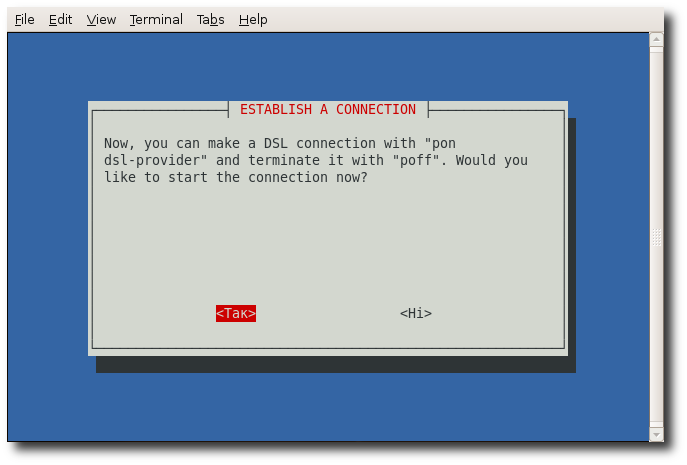 File Edit View Terminal Tabs Help
ESTABLISH A CONNECTION
Now, you can make a DSL connection with "pon
dsl-provider" and terminate it with "poff". Would you
like to start the connection now?
<Так> <Ні>